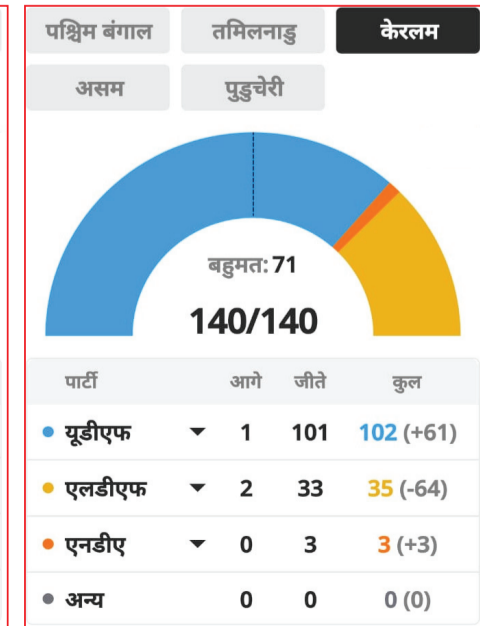 पश्चिम बंगाल तमिलनाडु केरलम
असम पुडुचेरी
बहुमत: 71
140/140
पार्टी आगे जीते कुल
यूडीएफ 1 101 102 (+61)
एलडीएफ 2 33 35 (-64)
एनडीए 0 3 3 (+3)
अन्य 0 0 0 (0)